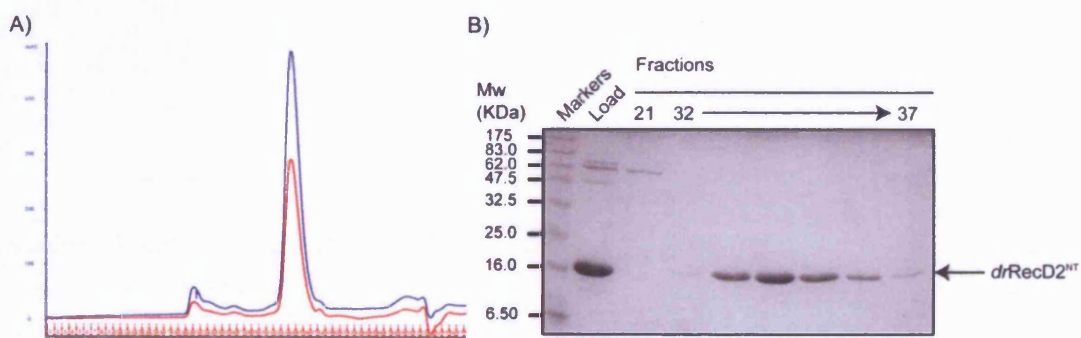 A)
B)
Fractions
Mw
(KDa)
Markers
Load
21
32
37
175
83.0
62.0
47.5
32.5
25.0
16.0
6.50
drRecD2NT